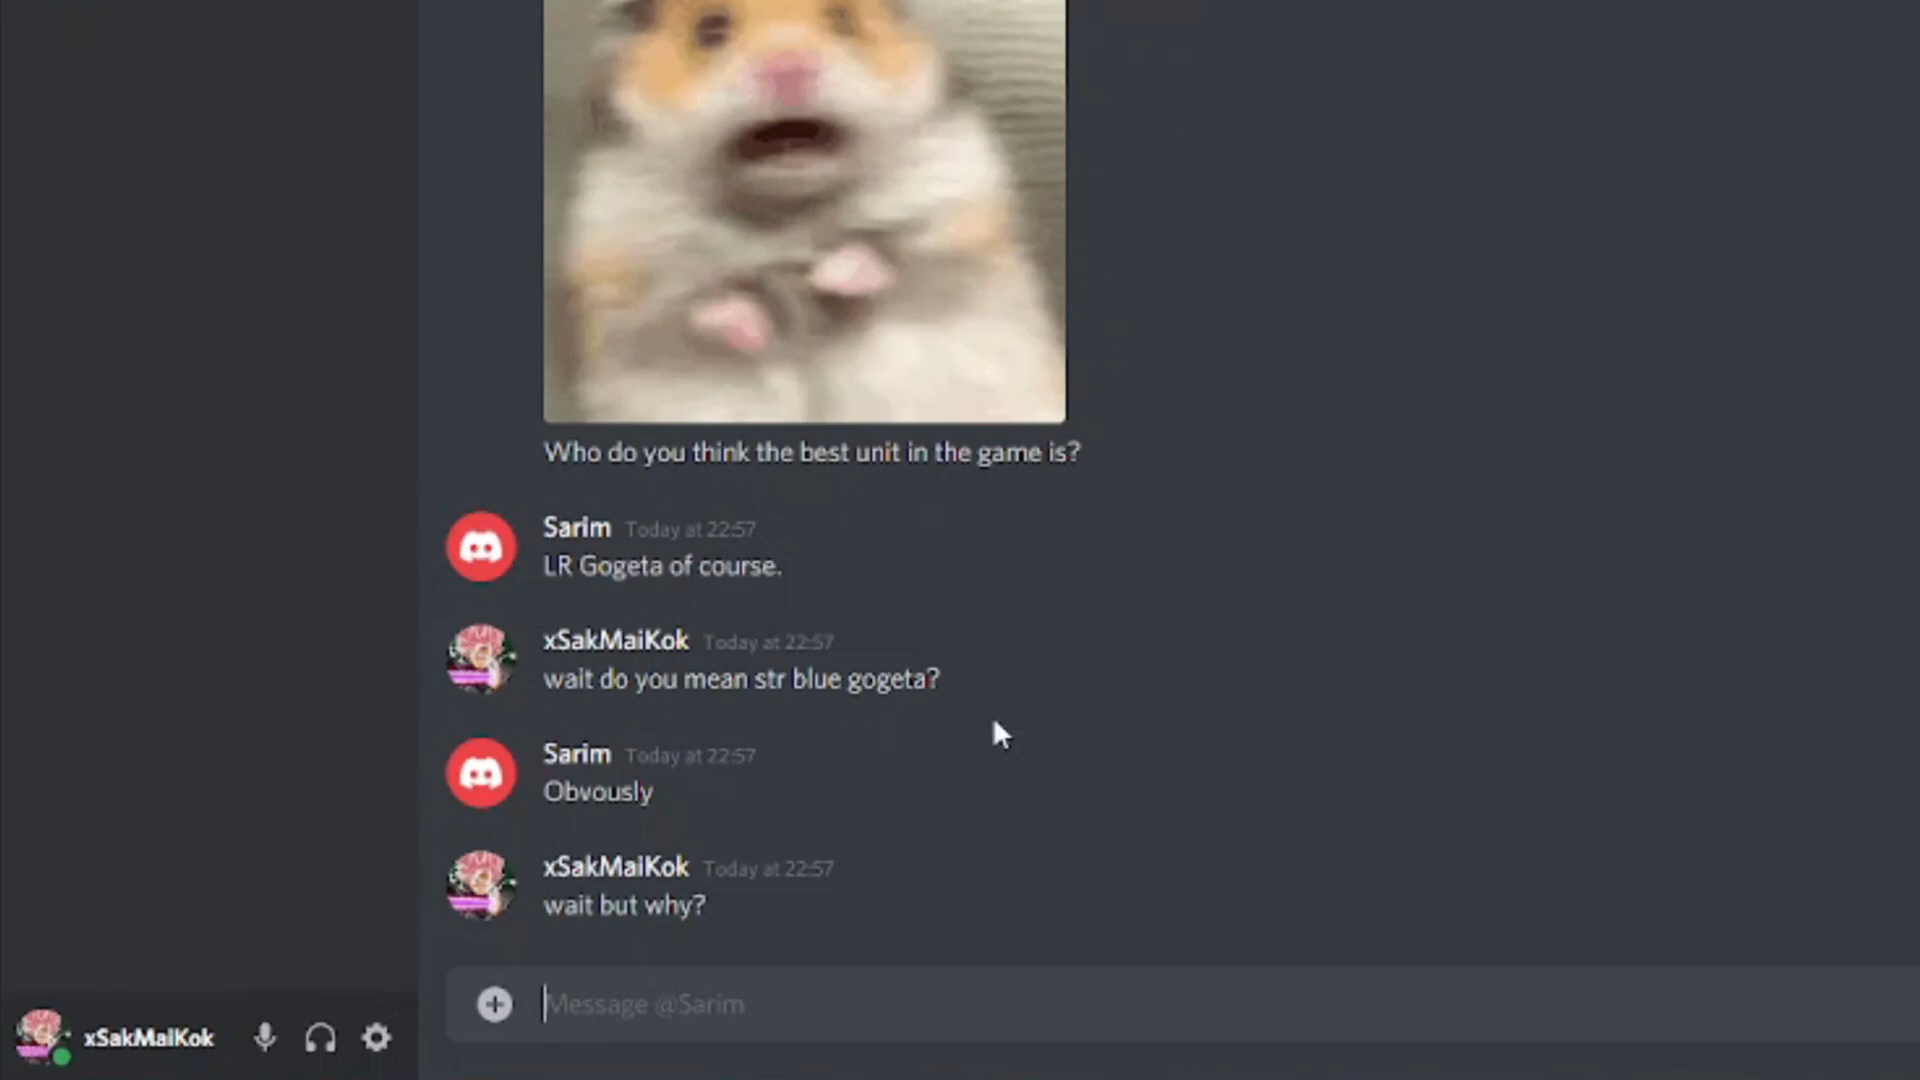 Who do you think the best unit in the game is?
Sarim Today at 22:57
LR Gogeta of course.
xSakMaiKok Today at 22:57
wait do you mean str blue gogeta?
Sarim Today at 22:57
Obvously
xSakMaiKok Today at 22:57
wait but why?
Message @Sarim
xSakMaiKok